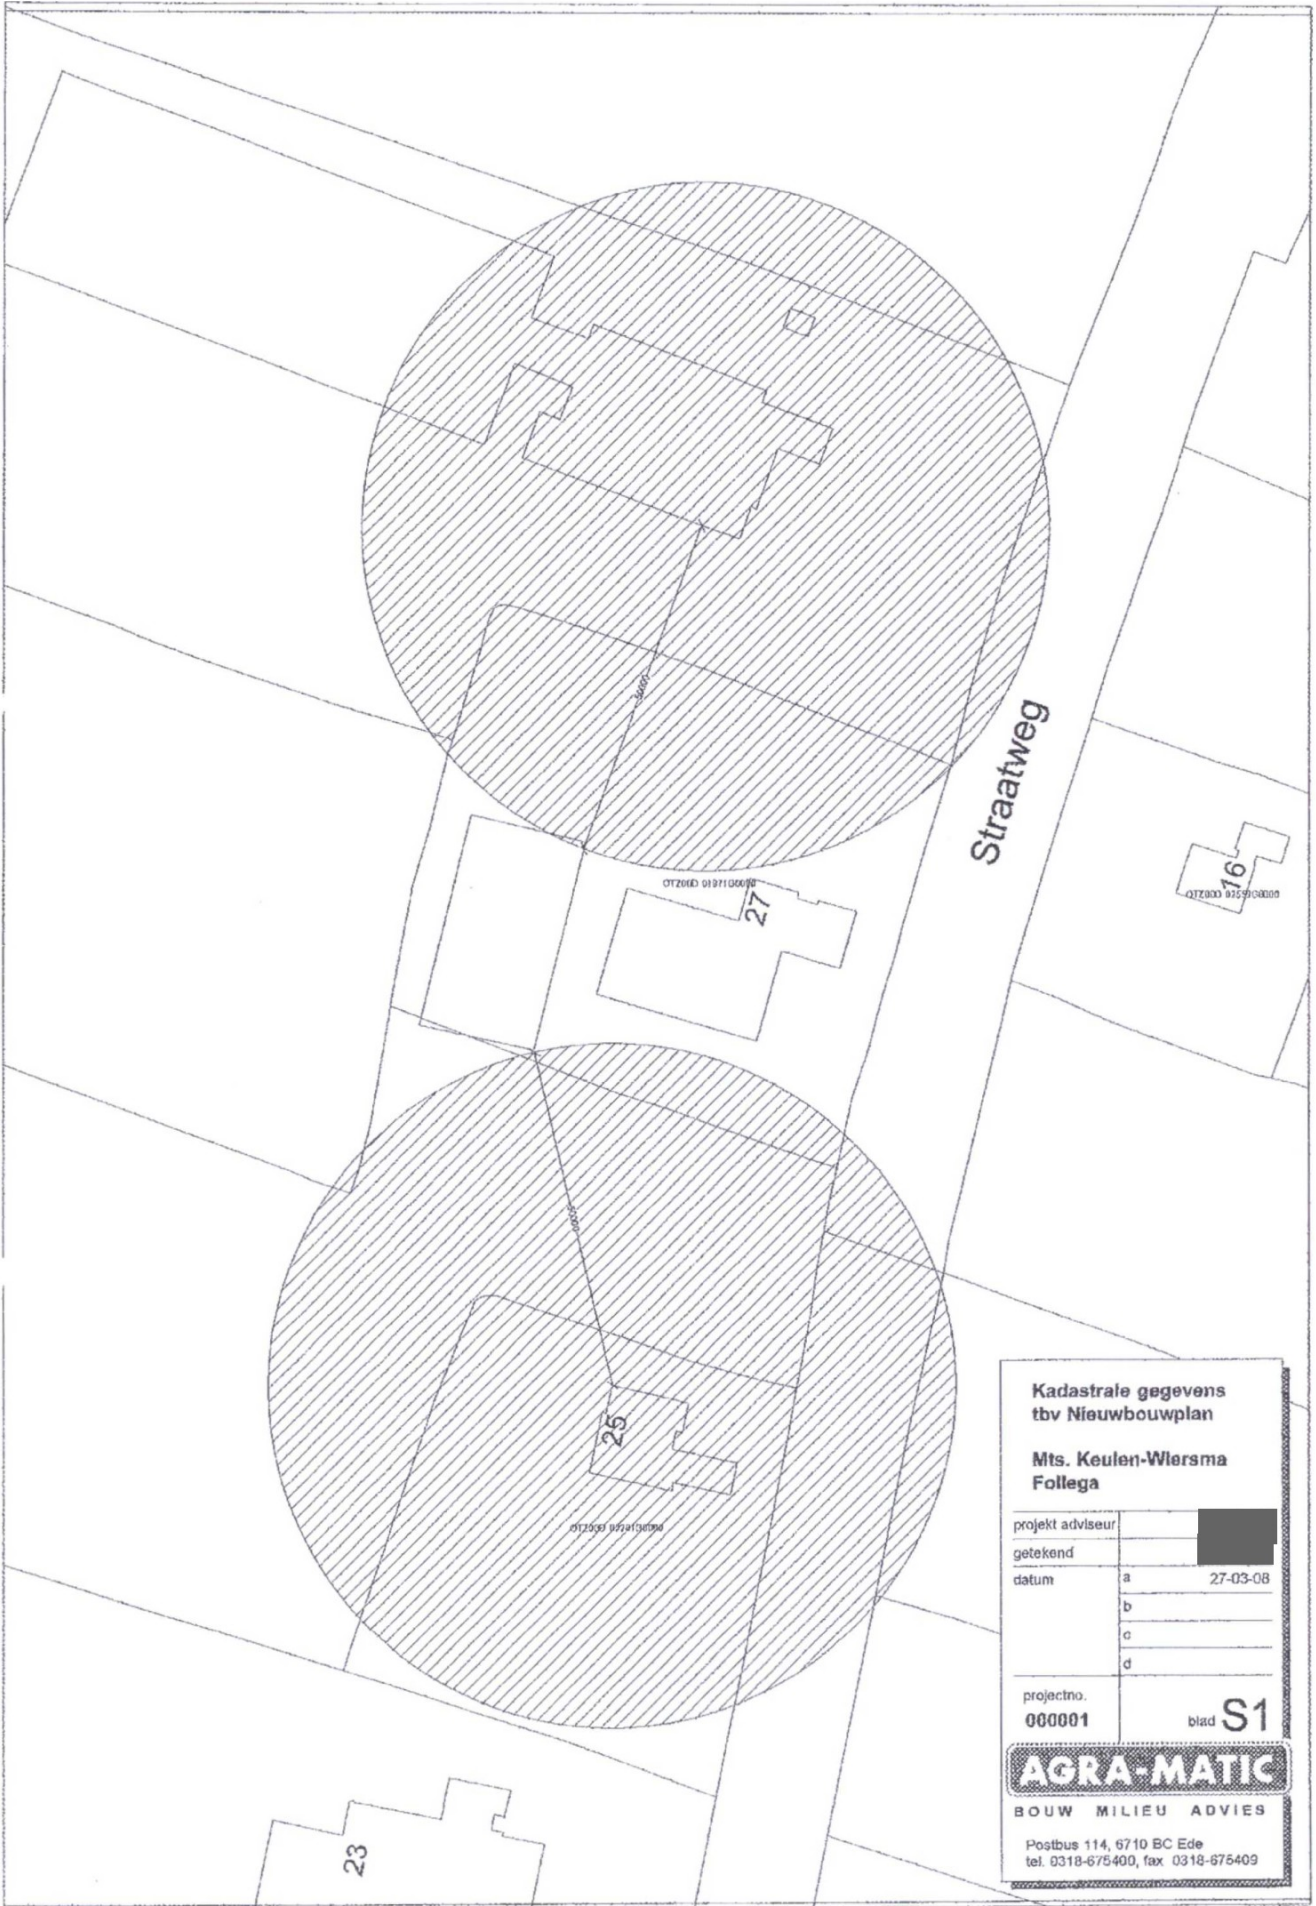 Straatweg
27
16
25
23
50000
50000
Kadastrale gegevens
tbv Nieuwbouwplan
Mts. Keulen-Wiersma
Follega
projekt adviseur
getekend
datum a 27-03-08
b
c
d
projectno.
000001
blad S1
AGRA-MATIC
BOUW MILIEU ADVIES
Postbus 114, 6710 BC Ede
tel. 0318-675400, fax 0318-675409